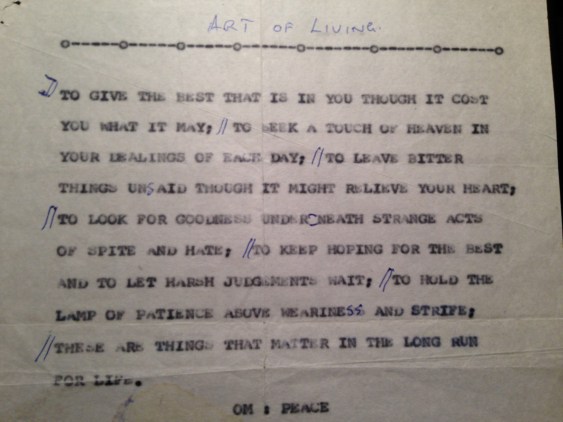 ART OF LIVING.
TO GIVE THE BEST THAT IS IN YOU THOUGH IT COST
YOU WHAT IT MAY; // TO SEEK A TOUCH OF HEAVEN IN
YOUR DEALINGS OF EACH DAY; // TO LEAVE BITTER
THINGS UNSAID THOUGH IT MIGHT RELIEVE YOUR HEART;
// TO LOOK FOR GOODNESS UNDERNEATH STRANGE ACTS
OF SPITE AND HATE; // TO KEEP HOPING FOR THE BEST
AND TO LET HARSH JUDGEMENTS WAIT; // TO HOLD THE
LAMP OF PATIENCE ABOVE WEARINESS AND STRIFE;
// THESE ARE THINGS THAT MATTER IN THE LONG RUN
FOR LIFE.
OM : PEACE